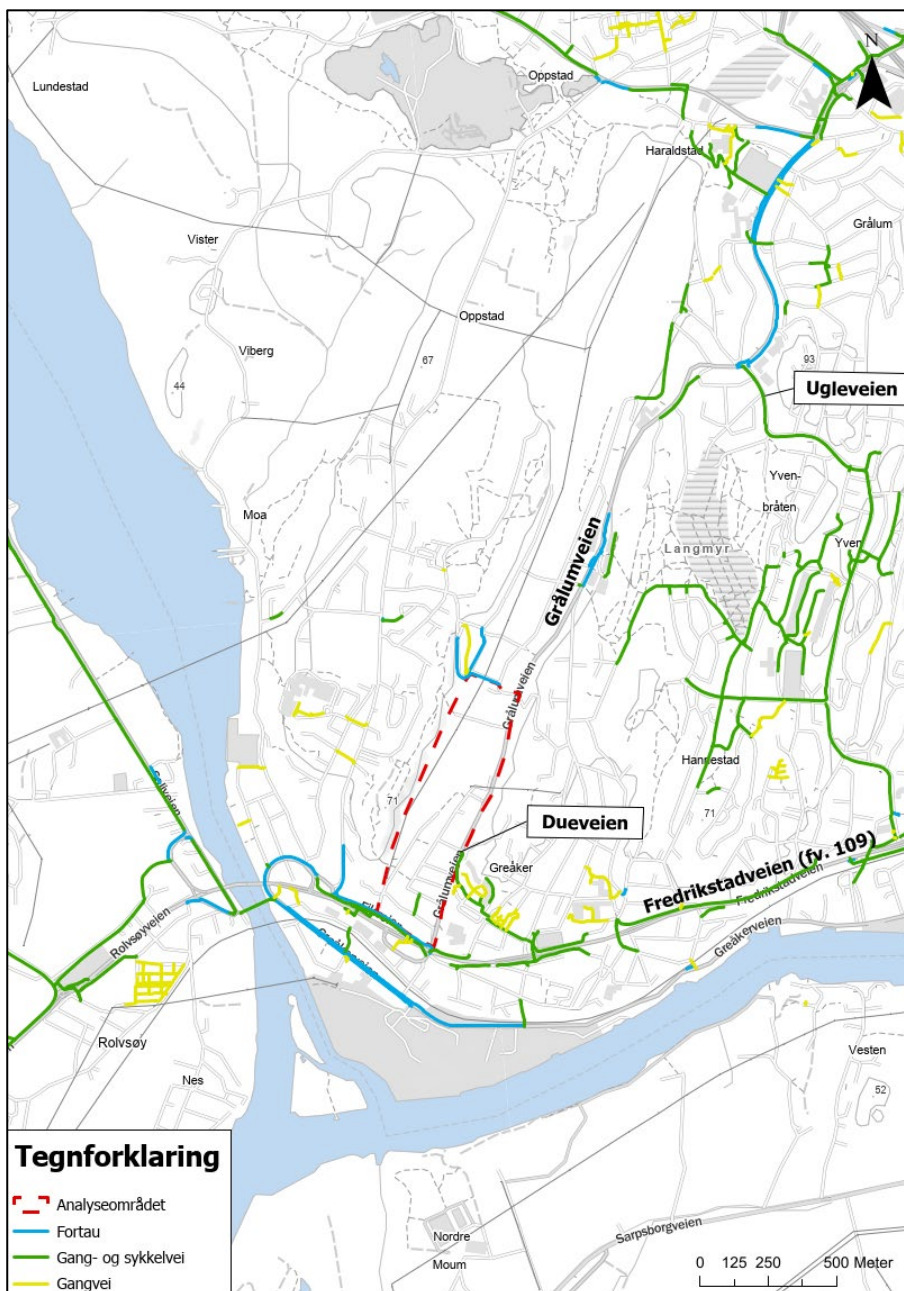 N
Oppstad
Lundestad
Haraldstad
Grålum
Vister
Oppstad
Viberg
67
93
44
Ugleveien
Yven-
bråten
Moa
Yven
Langmyr
Grålumveien
Grålumveien
Hannestad
71
71
Dueveien
Greåker
Grålumveien
Fredrikstadveien (fv. 109)
Fredrikstadveien
Greåkerveien
Rolvsøyveien
Rolvsøy
Nes
Vesten
52
Tegnforklaring
Analyseområdet
Fortau
Gang- og sykkelvei
Gangvei
Nordre
Moum
Sarpsborgveien
0 125 250 500 Meter